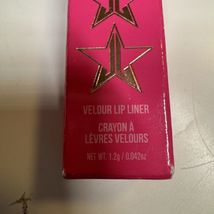 VELOUR LIP LINER
CRAYON À
LÈVRES VELOURS
NET WT. 1.2g / 0.042oz